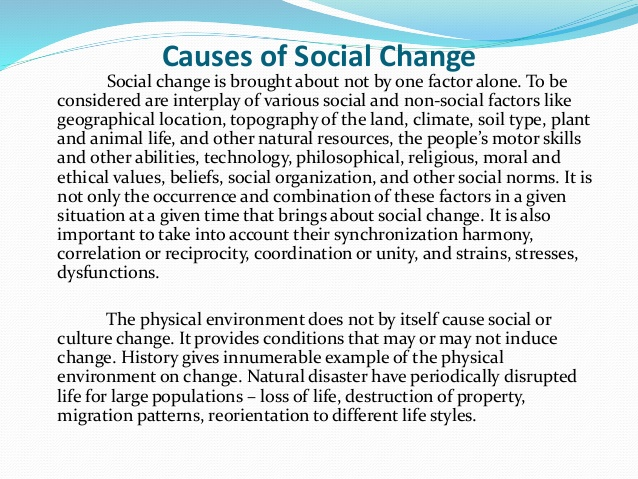 Causes of Social Change
Social change is brought about not by one factor alone. To be
considered are interplay of various social and non-social factors like
geographical location, topography of the land, climate, soil type, plant
and animal life, and other natural resources, the people's motor skills
and other abilities, technology, philosophical, religious, moral and
ethical values, beliefs, social organization, and other social norms. It is
not only the occurrence and combination of these factors in a given
situation at a given time that brings about social change. It is also
important to take into account their synchronization harmony,
correlation or reciprocity, coordination or unity, and strains, stresses,
dysfunctions.
The physical environment does not by itself cause social or
culture change. It provides conditions that may or may not induce
change. History gives innumerable example of the physical
environment on change. Natural disaster have periodically disrupted
life for large populations – loss of life, destruction of property,
migration patterns, reorientation to different life styles.